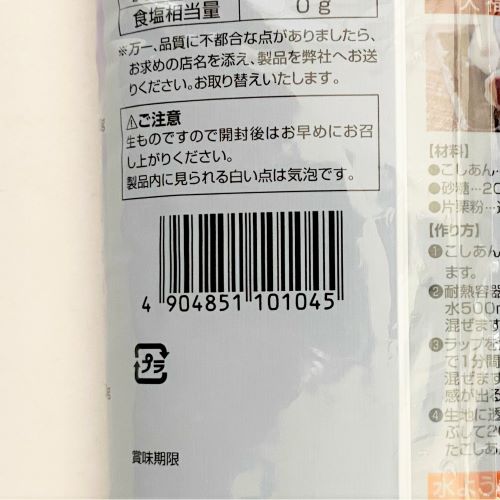 食塩相当量 0g
※万一、品質に不都合な点がありましたら、
お求めの店名を添え、製品を弊社へお送
りください。お取り替えいたします。
⚠ご注意
生ものですので開封後はお早めにお召
し上がりください。
製品内に見られる白い点は気泡です。
4 904851 101045
プラ
賞味期限
【材料】
●こしあん…
●砂糖…20
●片栗粉…
【作り方】
❶こしあん
ます。
❷耐熱容器
水500m
混ぜます
❸ラップを
で1分間
混ぜます
感が出る
❹生地に
ぶして2
たこしあん
水よう